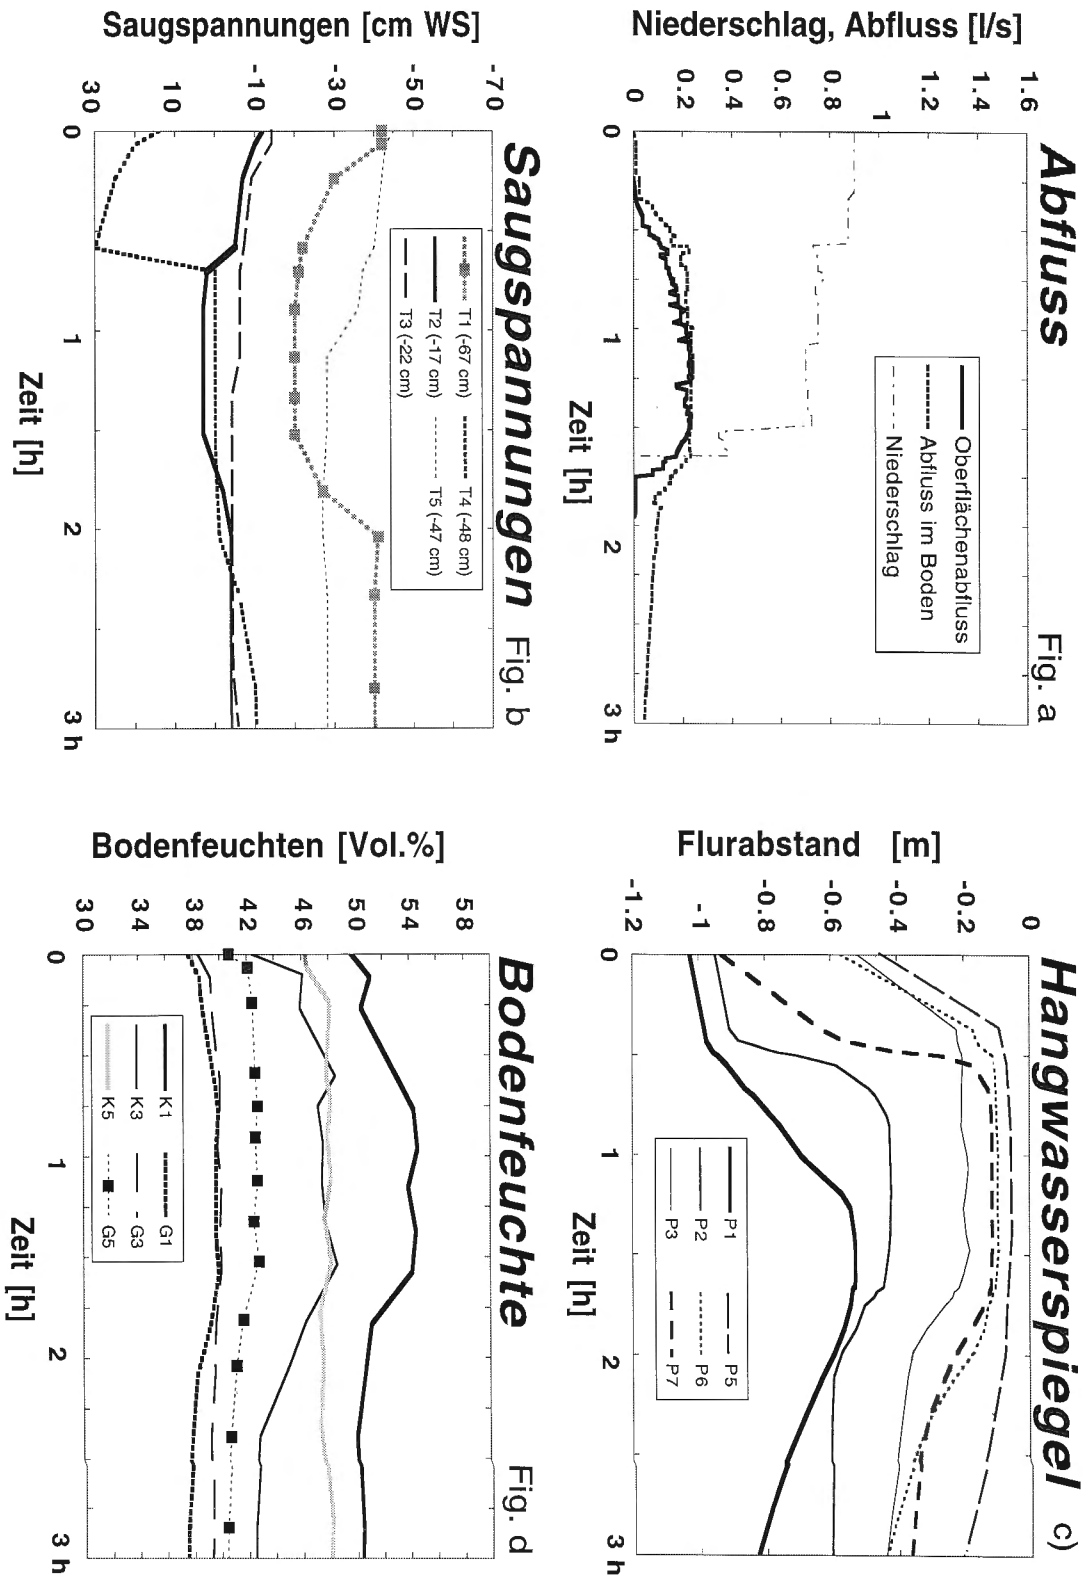 Abfluss
Fig. a
Niederschlag, Abfluss [l/s]
1.6
1.4
1.2
1
0.8
0.6
0.4
0.2
0
Oberflächenabfluss
Abfluss im Boden
Niederschlag
0
1
2
3 h
Zeit [h]
Hangwasserspiegel
c)
Flurabstand [m]
0
-0.2
-0.4
-0.6
-0.8
-1
-1.2
P1
P2
P3
P5
P6
P7
0
1
2
3 h
Zeit [h]
Saugspannungen
Fig. b
Saugspannungen [cm WS]
-70
-50
-30
-10
10
30
T1 (-67 cm)
T2 (-17 cm)
T3 (-22 cm)
T4 (-48 cm)
T5 (-47 cm)
0
1
2
3 h
Zeit [h]
Bodenfeuchte
Fig. d
Bodenfeuchten [Vol.%]
58
54
50
46
42
38
34
30
K1
K3
K5
G1
G3
G5
0
1
2
3 h
Zeit [h]